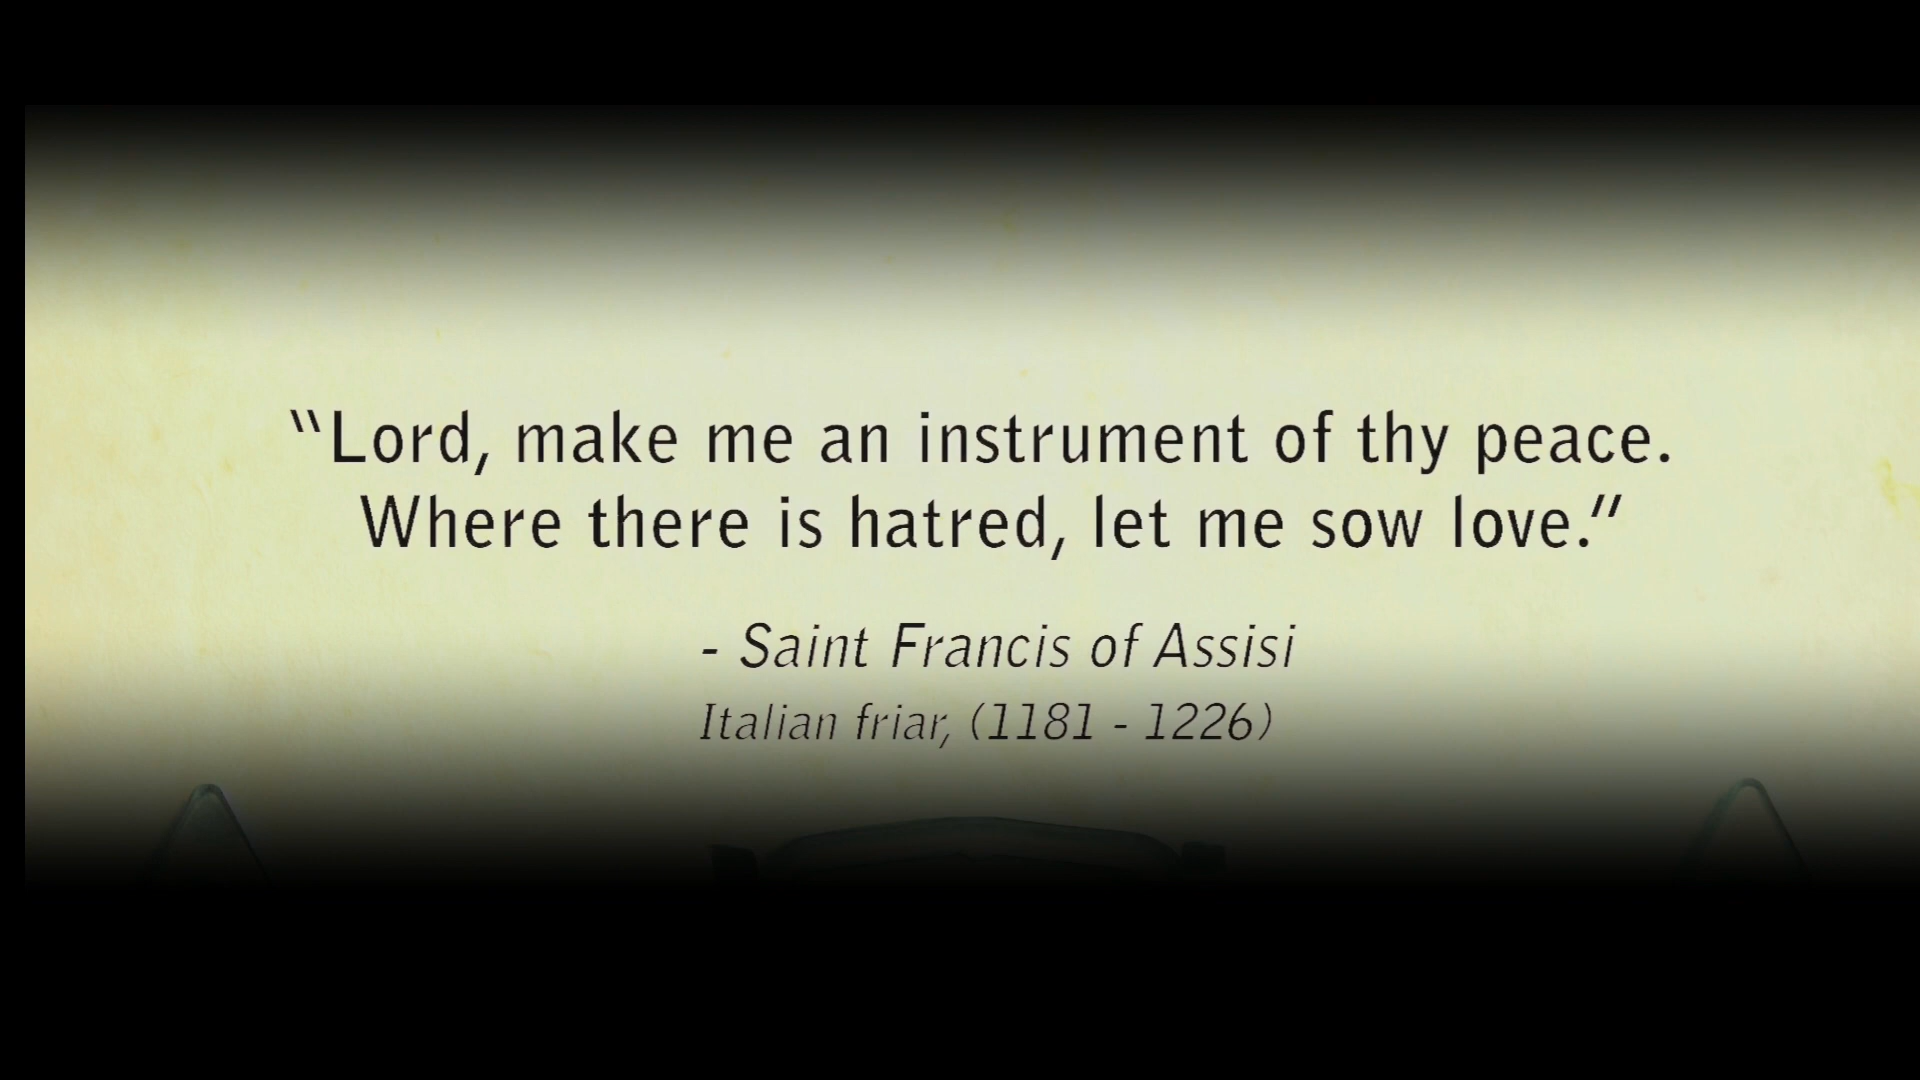 “Lord, make me an instrument of thy peace.
Where there is hatred, let me sow love.”
- Saint Francis of Assisi
Italian friar, (1181 - 1226)